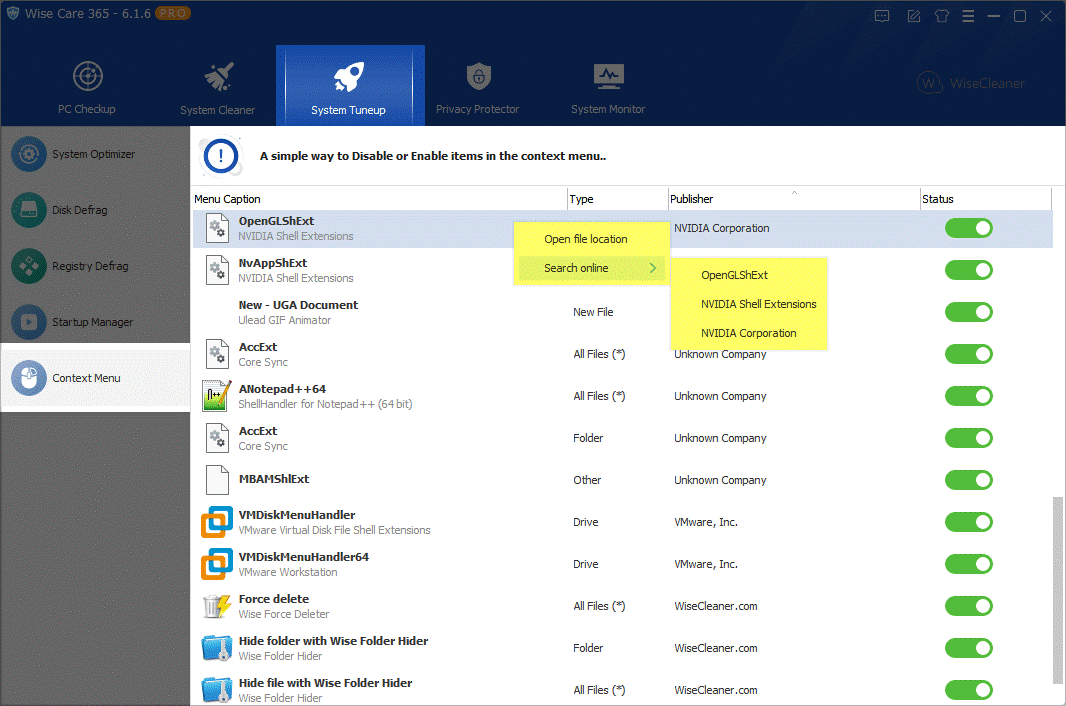 Wise Care 365 - 6.1.6 PRO
PC Checkup
System Cleaner
System Tuneup
Privacy Protector
System Monitor
W WiseCleaner
System Optimizer
Disk Defrag
Registry Defrag
Startup Manager
Context Menu
A simple way to Disable or Enable items in the context menu..
Menu Caption Type Publisher Status
OpenGLShExt
NVIDIA Shell Extensions
NVIDIA Corporation
Open file location
Search online
OpenGLShExt
NVIDIA Shell Extensions
NVIDIA Corporation
NvAppShExt
NVIDIA Shell Extensions
New - UGA Document
Ulead GIF Animator
New File
AccExt
Core Sync
All Files (*) Unknown Company
ANotepad++64
ShellHandler for Notepad++ (64 bit)
All Files (*) Unknown Company
AccExt
Core Sync
Folder Unknown Company
MBAMShlExt Other Unknown Company
VMDiskMenuHandler
VMware Virtual Disk File Shell Extensions
Drive VMware, Inc.
VMDiskMenuHandler64
VMware Workstation
Drive VMware, Inc.
Force delete
Wise Force Deleter
All Files (*) WiseCleaner.com
Hide folder with Wise Folder Hider
Wise Folder Hider
Folder WiseCleaner.com
Hide file with Wise Folder Hider
Wise Folder Hider
All Files (*) WiseCleaner.com